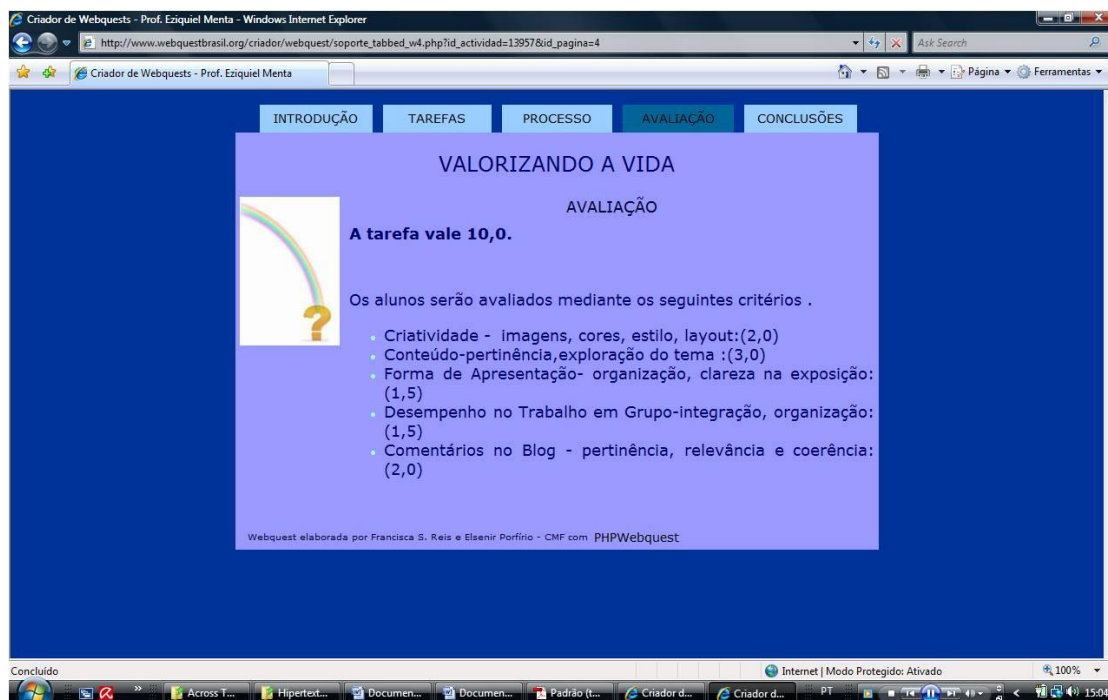 Criador de Webquests - Prof. Eziquiel Menta - Windows Internet Explorer
http://www.webquestbrasil.org/criador/webquest/soporte_tabbed_w4.php?id_actividad=13957&id_pagina=4
Ask Search
Criador de Webquests - Prof. Eziquiel Menta
Página
Ferramentas
INTRODUÇÃO TAREFAS PROCESSO AVALIAÇÃO CONCLUSÕES
VALORIZANDO A VIDA
AVALIAÇÃO
A tarefa vale 10,0.
Os alunos serão avaliados mediante os seguintes critérios .
Criatividade - imagens, cores, estilo, layout:(2,0)
Conteúdo-pertinência,exploração do tema :(3,0)
Forma de Apresentação- organização, clareza na exposição:
(1,5)
Desempenho no Trabalho em Grupo-integração, organização:
(1,5)
Comentários no Blog - pertinência, relevância e coerência:
(2,0)
?
Webquest elaborada por Francisca S. Reis e Elsenir Porfírio - CMF com PHPWebquest
Concluído
Internet | Modo Protegido: Ativado
100%
Across T... Hipertext... Documen... Documen... Padrão (t... Criador d... Criador d... PT 15:04